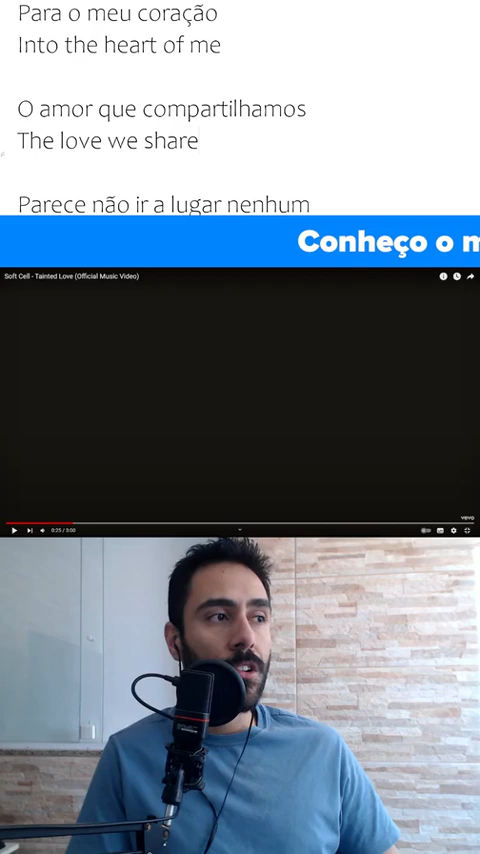 Para o meu coração
Into the heart of me
O amor que compartilhamos
The love we share
Parece não ir a lugar nenhum
Conheço o m
Soft Cell - Tainted Love (Official Music Video)
vevo
0:25 / 3:00